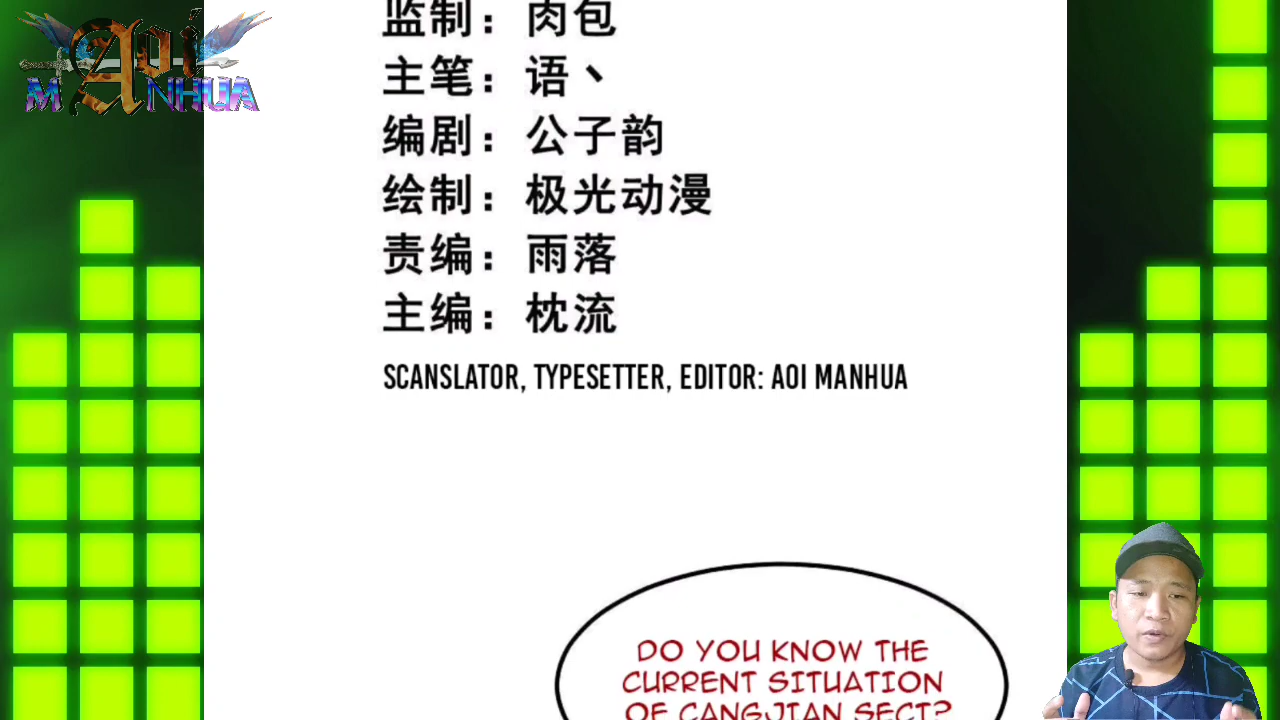 Aoi
MANHUA
监制：肉包
主笔：语丶
编剧：公子韵
绘制：极光动漫
责编：雨落
主编：枕流
SCANSLATOR, TYPESETTER, EDITOR: AOI MANHUA
DO YOU KNOW THE
CURRENT SITUATION
OF CANGJIAN SECT?